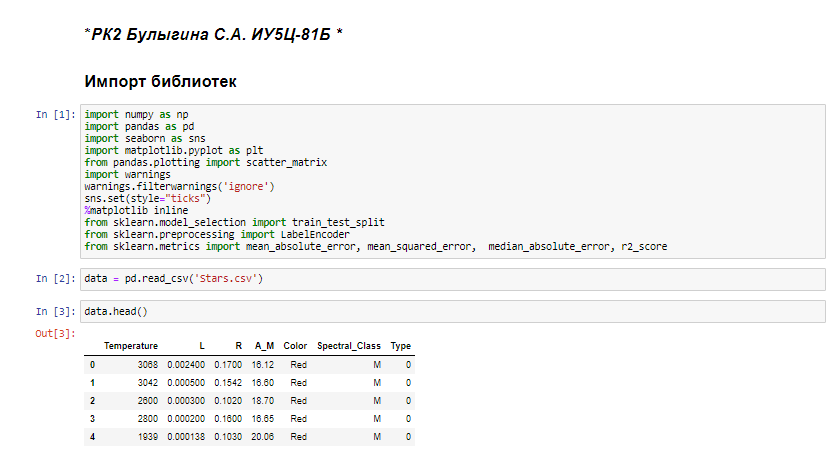 *РК2 Булыгина С.А. ИУ5Ц-81Б *
Импорт библиотек
In [1]: import numpy as np
import pandas as pd
import seaborn as sns
import matplotlib.pyplot as plt
from pandas.plotting import scatter_matrix
import warnings
warnings.filterwarnings('ignore')
sns.set(style="ticks")
%matplotlib inline
from sklearn.model_selection import train_test_split
from sklearn.preprocessing import LabelEncoder
from sklearn.metrics import mean_absolute_error, mean_squared_error,  median_absolute_error, r2_score
In [2]: data = pd.read_csv('Stars.csv')
In [3]: data.head()
Out[3]:
Temperature L R A_M Color Spectral_Class Type
0 3068 0.002400 0.1700 16.12 Red M 0
1 3042 0.000500 0.1542 16.60 Red M 0
2 2600 0.000300 0.1020 18.70 Red M 0
3 2800 0.000200 0.1600 16.65 Red M 0
4 1939 0.000138 0.1030 20.06 Red M 0